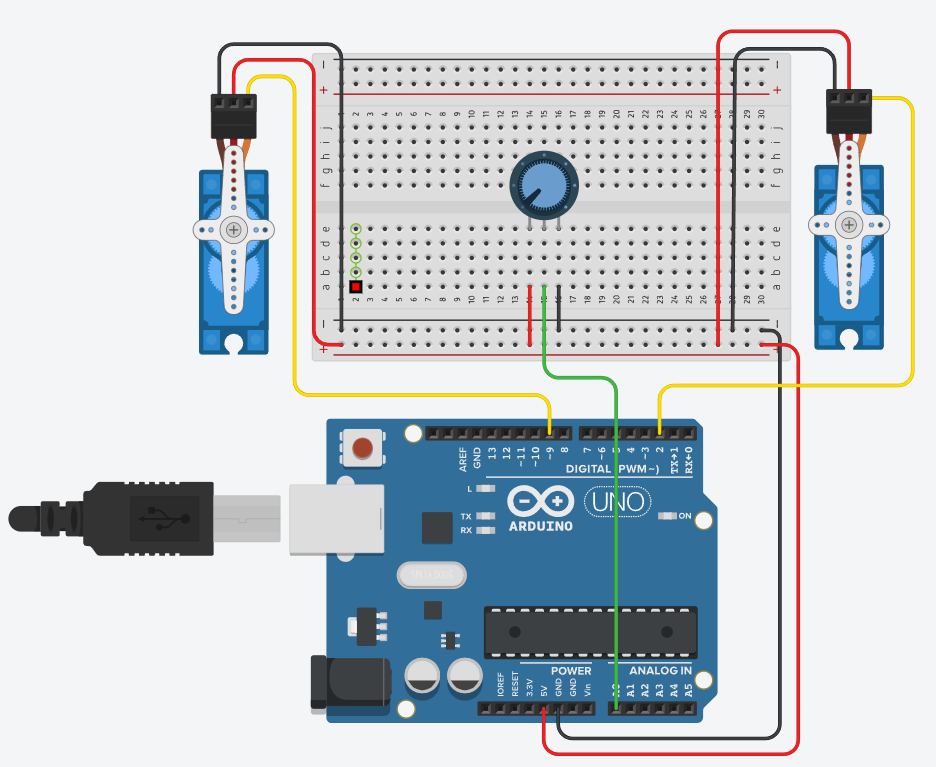 − −
+ +
1 2 3 4 5 6 7 8 9 10 11 12 13 14 15 16 17 18 19 20 21 22 23 24 25 26 27 28 29 30
j j
i i
h h
g g
f f
e e
d d
c c
b b
a a
1 2 3 4 5 6 7 8 9 10 11 12 13 14 15 16 17 18 19 20 21 22 23 24 25 26 27 28 29 30
− −
+ +
AREF GND 13 12 ~11 ~10 ~9 8 7 ~6 ~5 4 ~3 2 TX→1 RX←0
DIGITAL (PWM~)
L
TX
RX
ARDUINO
UNO
ON
POWER
ANALOG IN
IOREF RESET 3.3V 5V GND GND Vin A0 A1 A2 A3 A4 A5